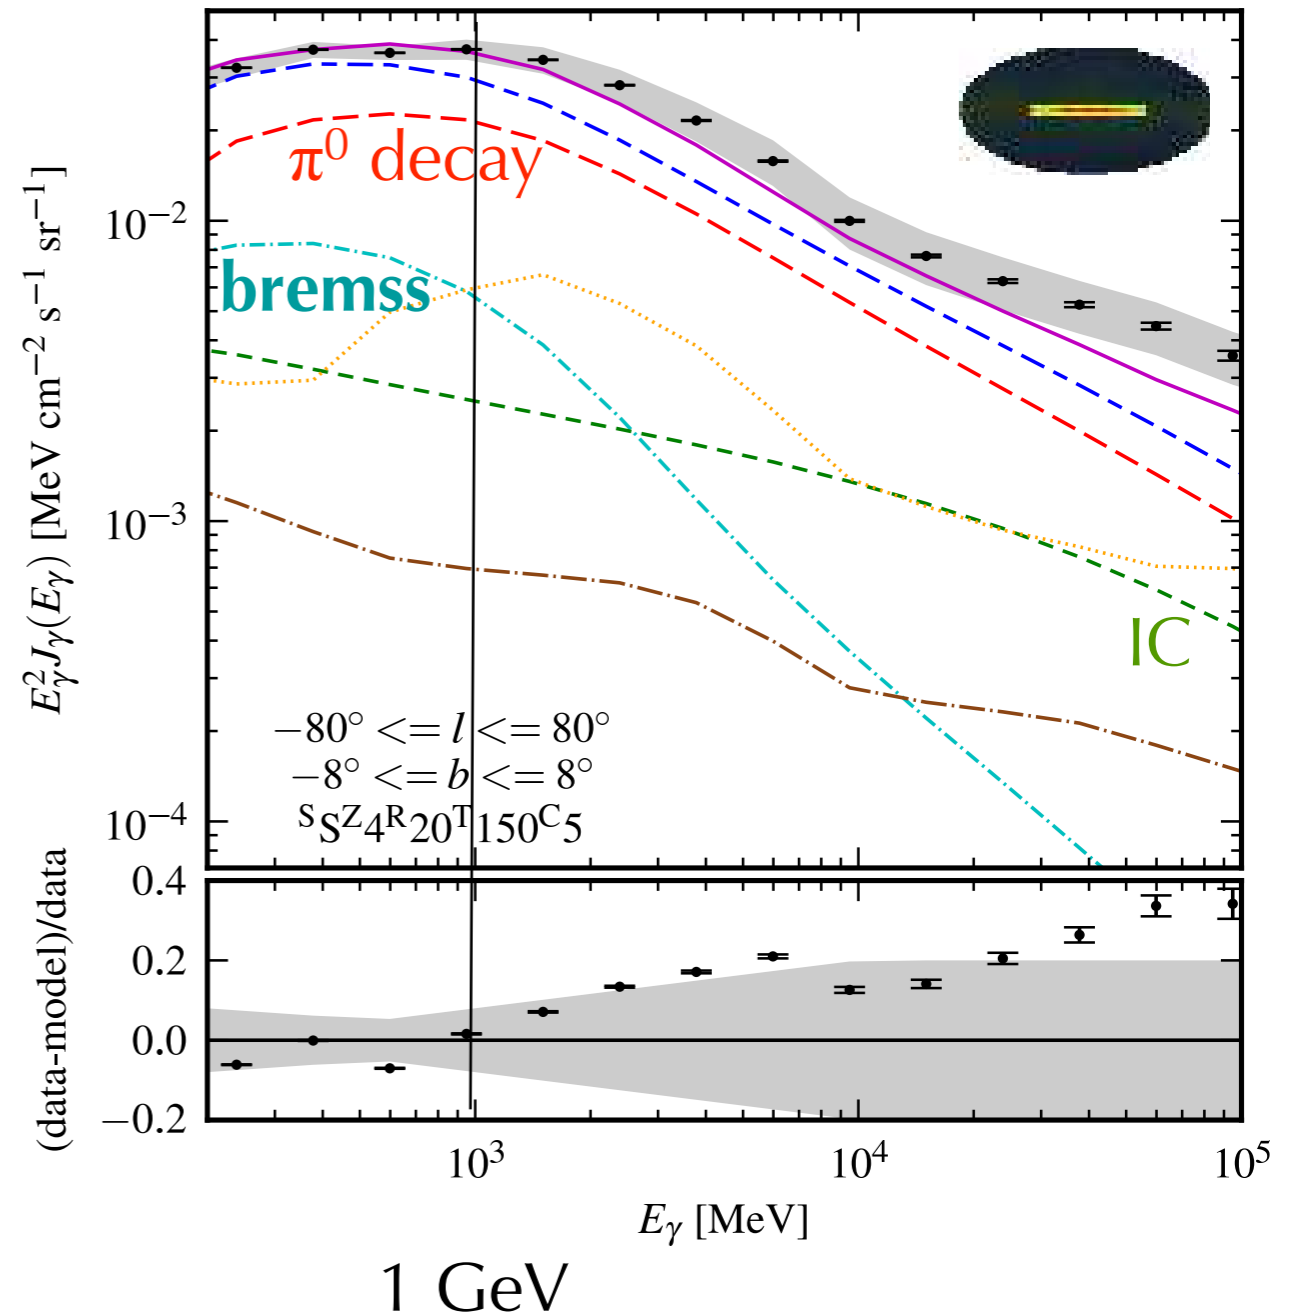 E²γJγ(Eγ) [MeV cm⁻² s⁻¹ sr⁻¹]
10⁻²
10⁻³
10⁻⁴
π⁰ decay
bremss
IC
−80° <= l <= 80°
−8° <= b <= 8°
ˢSᶻ4ᴿ20ᵀ150ꟲ5
(data-model)/data
0.4
0.2
0.0
−0.2
10³
10⁴
10⁵
Eγ [MeV]
1 GeV